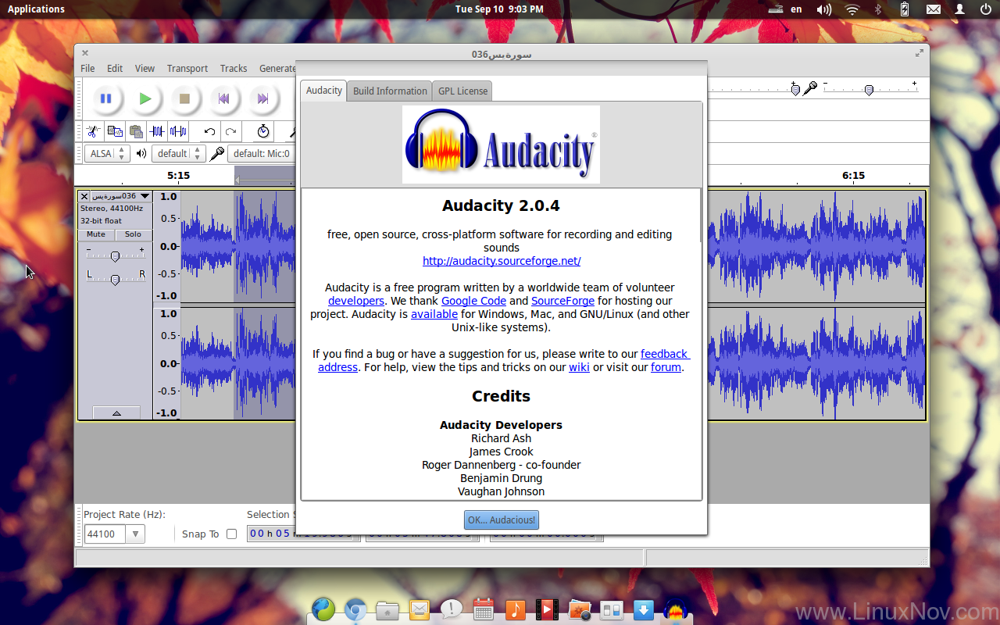 Applications
Tue Sep 10 9:03 PM
en
036سورةيس
File Edit View Transport Tracks Generate
Audacity Build Information GPL License
Audacity®
ALSA default default: Mic:0
5:15 6:15
036سورةيس
Stereo, 44100Hz
32-bit float
Mute Solo
- +
L R
1.0
0.5
0.0
-0.5
-1.0
1.0
0.5
0.0
-0.5
-1.0
Audacity 2.0.4
free, open source, cross-platform software for recording and editing
sounds
http://audacity.sourceforge.net/
Audacity is a free program written by a worldwide team of volunteer
developers. We thank Google Code and SourceForge for hosting our
project. Audacity is available for Windows, Mac, and GNU/Linux (and other
Unix-like systems).
If you find a bug or have a suggestion for us, please write to our feedback
address. For help, view the tips and tricks on our wiki or visit our forum.
Credits
Audacity Developers
Richard Ash
James Crook
Roger Dannenberg - co-founder
Benjamin Drung
Vaughan Johnson
OK... Audacious!
Project Rate (Hz):
Selection
44100
Snap To
00 h 05
www.LinuxNov.com